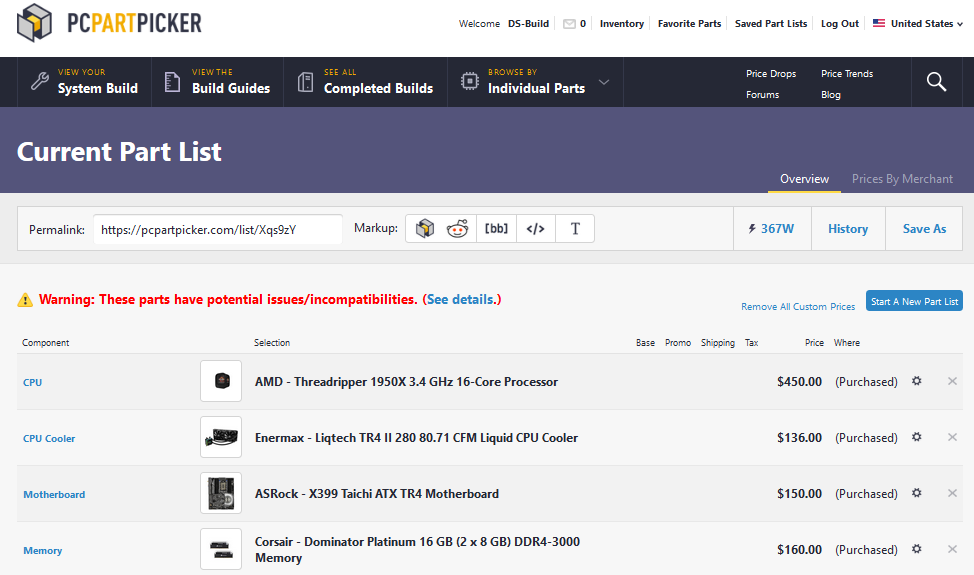 PCPARTPICKER
Welcome DS-Build 0 Inventory Favorite Parts Saved Part Lists Log Out United States
VIEW YOUR
System Build
VIEW THE
Build Guides
SEE ALL
Completed Builds
BROWSE BY
Individual Parts
Price Drops Price Trends
Forums Blog
Current Part List
Overview Prices By Merchant
Permalink: https://pcpartpicker.com/list/Xqs9zY Markup: [bb] </> T 367W History Save As
Warning: These parts have potential issues/incompatibilities. (See details.)
Remove All Custom Prices Start A New Part List
Component Selection Base Promo Shipping Tax Price Where
CPU AMD - Threadripper 1950X 3.4 GHz 16-Core Processor $450.00 (Purchased)
CPU Cooler Enermax - Liqtech TR4 II 280 80.71 CFM Liquid CPU Cooler $136.00 (Purchased)
Motherboard ASRock - X399 Taichi ATX TR4 Motherboard $150.00 (Purchased)
Memory Corsair - Dominator Platinum 16 GB (2 x 8 GB) DDR4-3000 Memory $160.00 (Purchased)